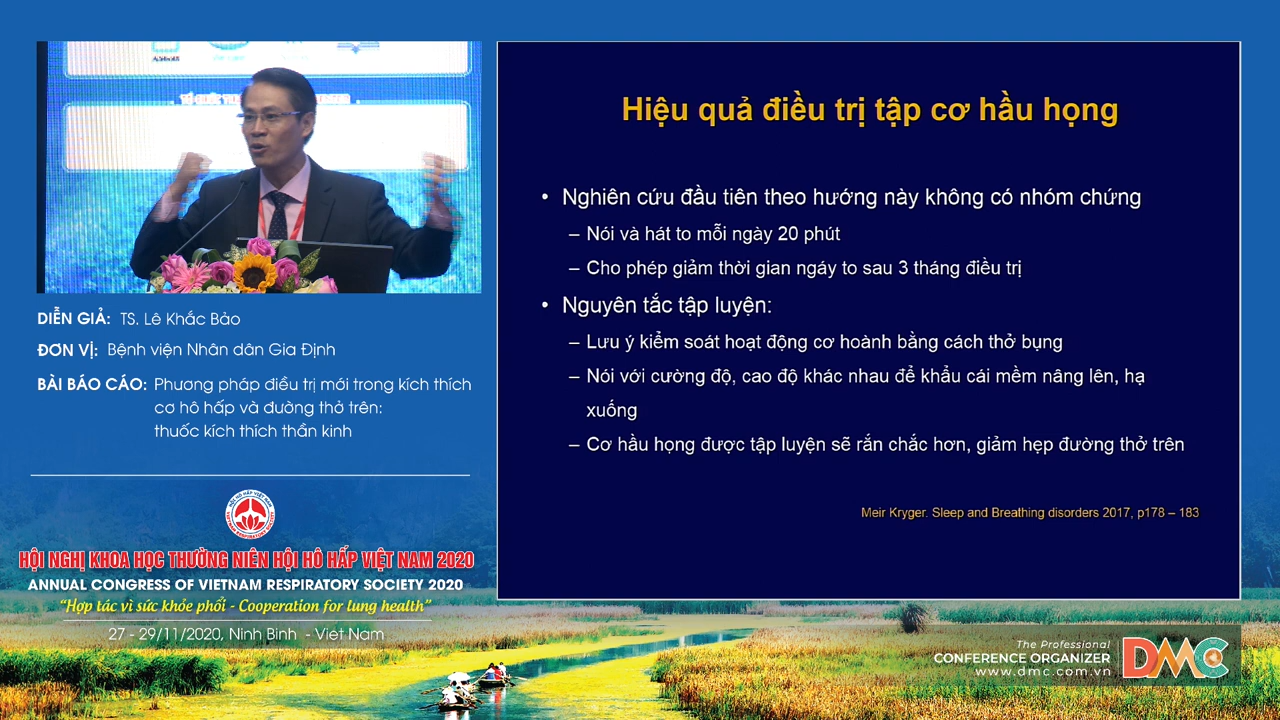 DIỄN GIẢ: TS. Lê Khắc Bảo
ĐƠN VỊ: Bệnh viện Nhân dân Gia Định
BÀI BÁO CÁO: Phương pháp điều trị mới trong kích thích
cơ hô hấp và đường thở trên:
thuốc kích thích thần kinh
HỘI HÔ HẤP VIỆT NAM
VIETNAM RESPIRATORY SOCIETY
HỘI NGHỊ KHOA HỌC THƯỜNG NIÊN HỘI HÔ HẤP VIỆT NAM 2020
ANNUAL CONGRESS OF VIETNAM RESPIRATORY SOCIETY 2020
“Hợp tác vì sức khỏe phổi - Cooperation for lung health”
27 - 29/11/2020, Ninh Bình - Viet Nam
Hiệu quả điều trị tập cơ hầu họng
• Nghiên cứu đầu tiên theo hướng này không có nhóm chứng
– Nói và hát to mỗi ngày 20 phút
– Cho phép giảm thời gian ngáy to sau 3 tháng điều trị
• Nguyên tắc tập luyện:
– Lưu ý kiểm soát hoạt động cơ hoành bằng cách thở bụng
– Nói với cường độ, cao độ khác nhau để khẩu cái mềm nâng lên, hạ
xuống
– Cơ hầu họng được tập luyện sẽ rắn chắc hơn, giảm hẹp đường thở trên
Meir Kryger. Sleep and Breathing disorders 2017, p178 – 183
The Professional
CONFERENCE ORGANIZER
www.dmc.com.vn
DMC